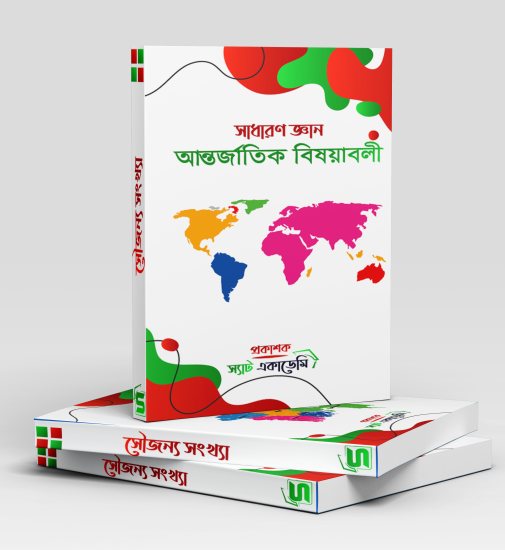 সাধারণ জ্ঞান
আন্তর্জাতিক বিষয়াবলী
সৌজন্য সংখ্যা
প্রকাশক
স্যাট একাডেমি
সৌজন্য সংখ্যা
সৌজন্য সংখ্যা